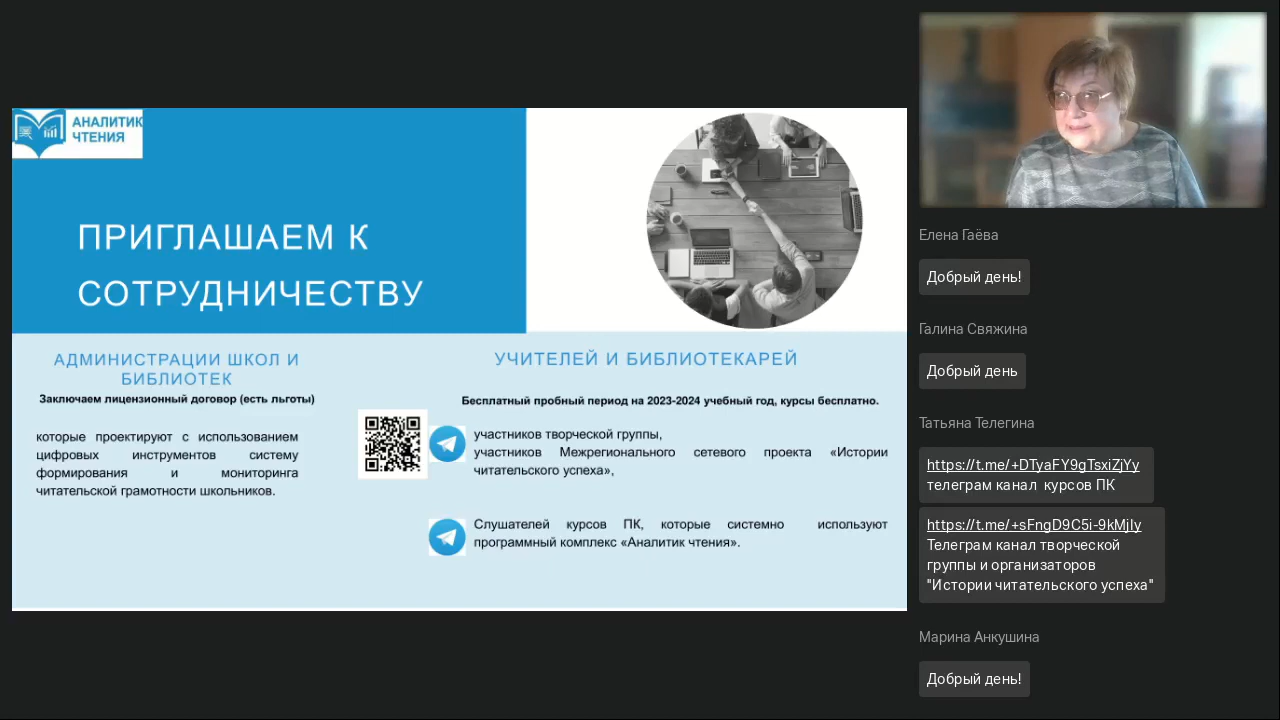 АНАЛИТИК
ЧТЕНИЯ
ПРИГЛАШАЕМ К
СОТРУДНИЧЕСТВУ
АДМИНИСТРАЦИИ ШКОЛ И
БИБЛИОТЕК
Заключаем лицензионный договор (есть льготы)
которые проектируют с использованием
цифровых инструментов систему
формирования и мониторинга
читательской грамотности школьников.
УЧИТЕЛЕЙ И БИБЛИОТЕКАРЕЙ
Бесплатный пробный период на 2023-2024 учебный год, курсы бесплатно.
участников творческой группы,
участников Межрегионального сетевого проекта «Истории
читательского успеха»,
Слушателей курсов ПК, которые системно используют
программный комплекс «Аналитик чтения».
Елена Гаёва
Добрый день!
Галина Свяжина
Добрый день
Татьяна Телегина
https://t.me/+DTyaFY9gTsxiZjYy
телеграм канал курсов ПК
https://t.me/+sFngD9C5i-9kMjIy
Телеграм канал творческой
группы и организаторов
"Истории читательского успеха"
Марина Анкушина
Добрый день!